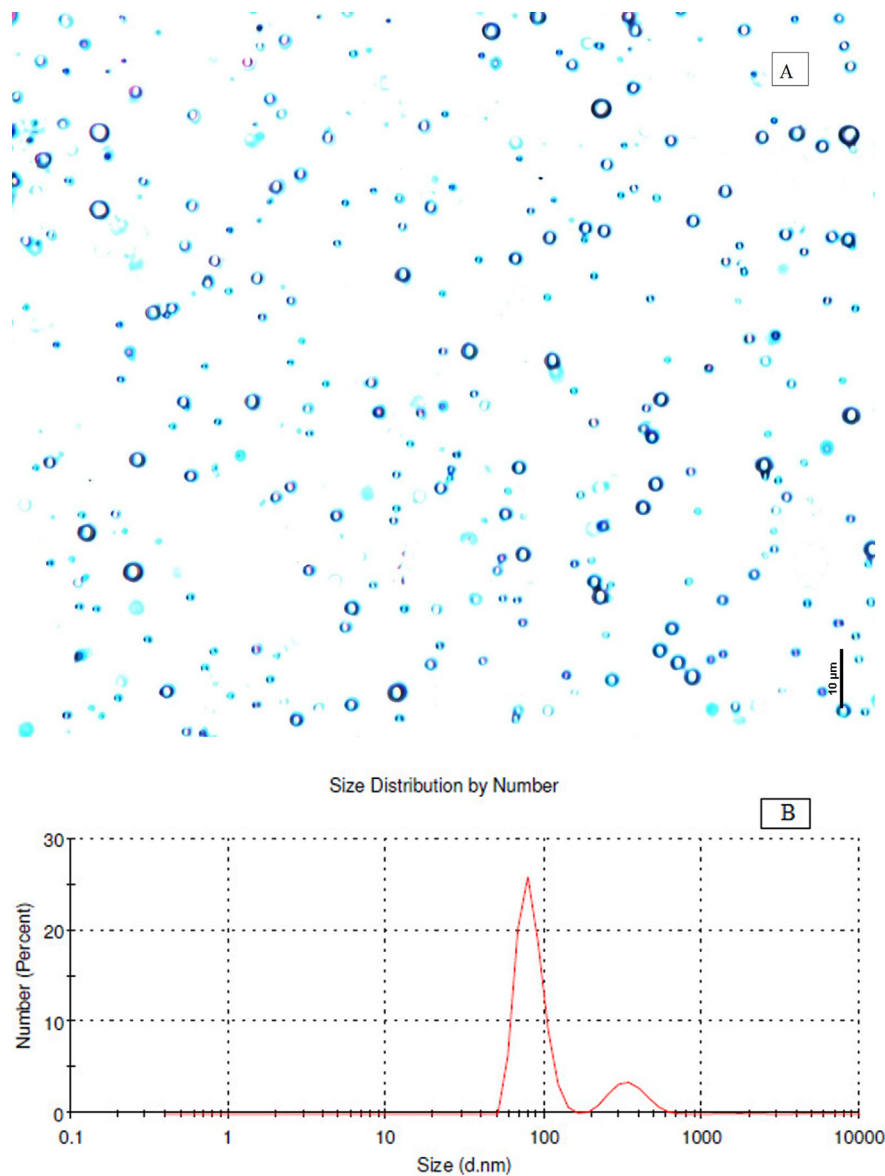 A
10 µm
Size Distribution by Number
B
Number (Percent)
30
20
10
0
0.1 1 10 100 1000 10000
Size (d.nm)